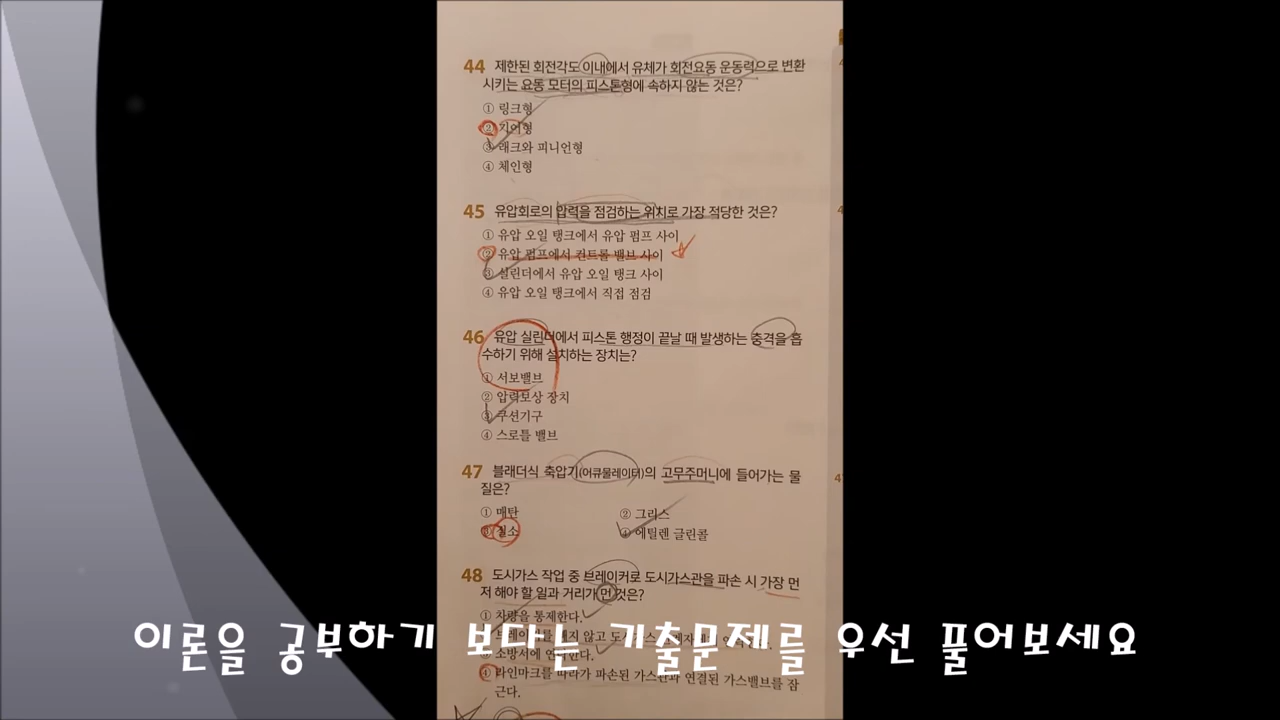 44 제한된 회전각도 이내에서 유체가 회전요동 운동력으로 변환
시키는 요동 모터의 피스톤형에 속하지 않는 것은?
① 링크형
② 기어형
③ 래크와 피니언형
④ 체인형
45 유압회로의 압력을 점검하는 위치로 가장 적당한 것은?
① 유압 오일 탱크에서 유압 펌프 사이
② 유압 펌프에서 컨트롤 밸브 사이
③ 실린더에서 유압 오일 탱크 사이
④ 유압 오일 탱크에서 직접 점검
46 유압 실린더에서 피스톤 행정이 끝날 때 발생하는 충격을 흡
수하기 위해 설치하는 장치는?
① 서보밸브
② 압력보상 장치
③ 쿠션기구
④ 스로틀 밸브
47 블래더식 축압기(어큐뮬레이터)의 고무주머니에 들어가는 물
질은?
① 매탄 ② 그리스
③ 질소 ④ 에틸렌 글린콜
48 도시가스 작업 중 브레이커로 도시가스관을 파손 시 가장 먼
저 해야 할 일과 거리가 먼 것은?
① 차량을 통제한다.
③ 소방서에 연락한다.
④ 라인마크를 따라가 파손된 가스관과 연결된 가스밸브를 잠
근다.
이론을 공부하기 보다는 기출문제를 우선 풀어보세요